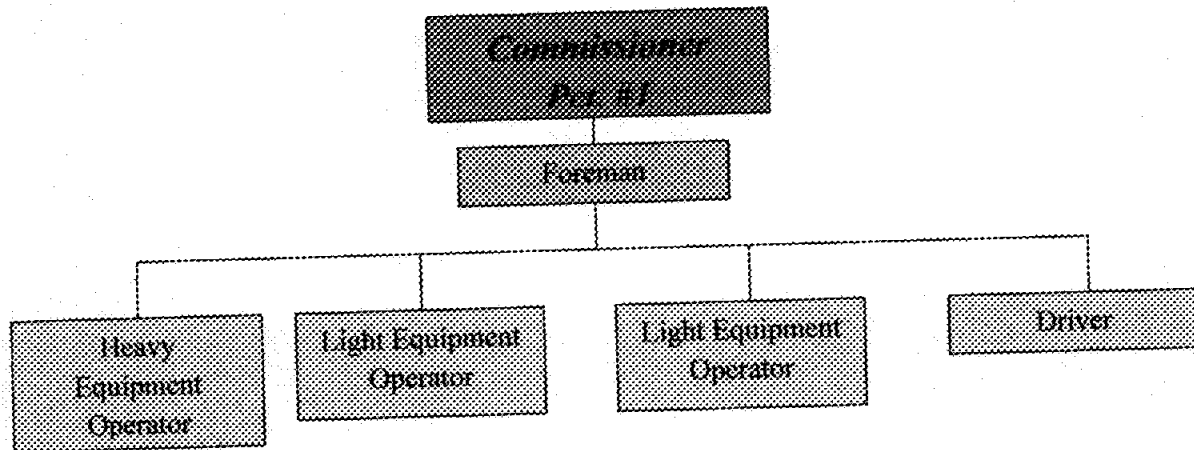 Commissioner
Pct. #1
Foreman
Heavy
Equipment
Operator
Light Equipment
Operator
Light Equipment
Operator
Driver